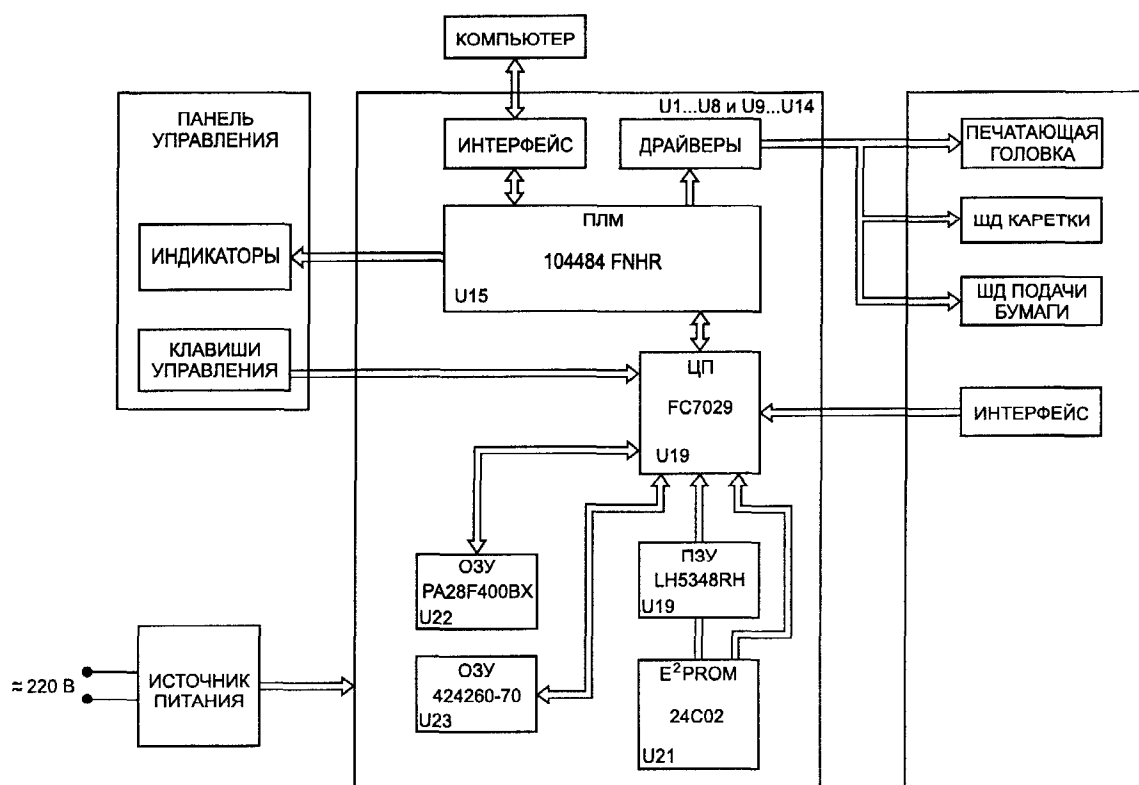 КОМПЬЮТЕР
ПАНЕЛЬ
УПРАВЛЕНИЯ
ИНДИКАТОРЫ
КЛАВИШИ
УПРАВЛЕНИЯ
U1...U8 и U9...U14
ИНТЕРФЕЙС
ДРАЙВЕРЫ
ПЛМ
104484 FNHR
U15
ЦП
FC7029
U19
ОЗУ
PA28F400BX
U22
ПЗУ
LH5348RH
U19
ОЗУ
424260-70
U23
E²PROM
24C02
U21
ПЕЧАТАЮЩАЯ
ГОЛОВКА
ШД КАРЕТКИ
ШД ПОДАЧИ
БУМАГИ
ИНТЕРФЕЙС
≈ 220 В
ИСТОЧНИК
ПИТАНИЯ